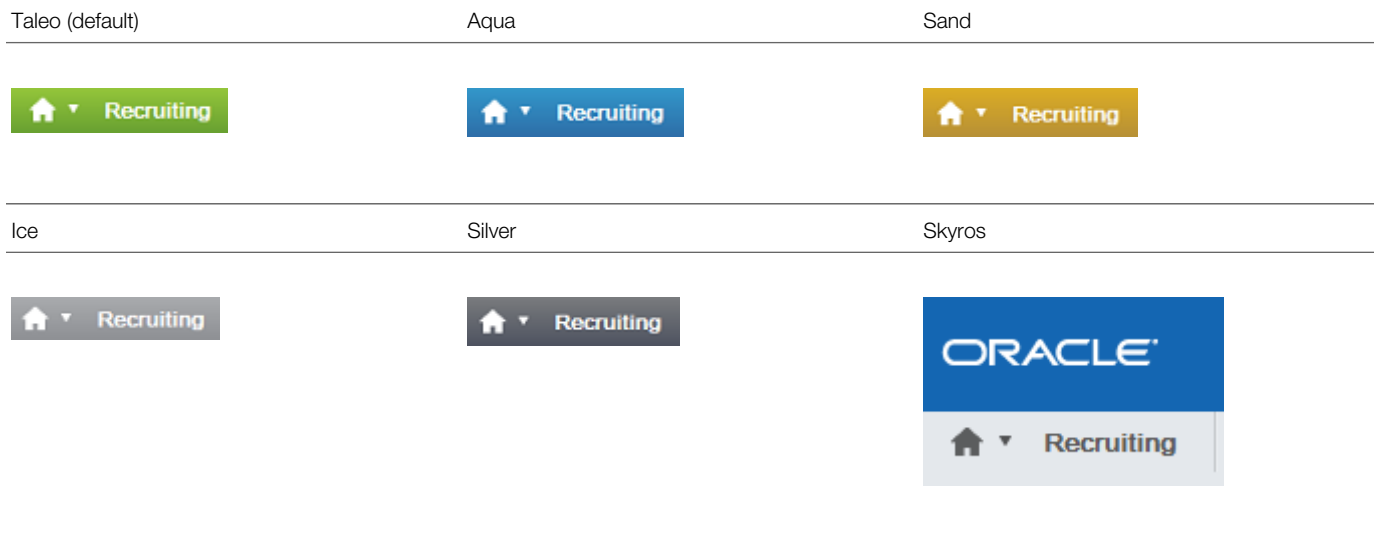 Taleo (default) Aqua Sand
Recruiting Recruiting Recruiting
Ice Silver Skyros
Recruiting Recruiting ORACLE
Recruiting